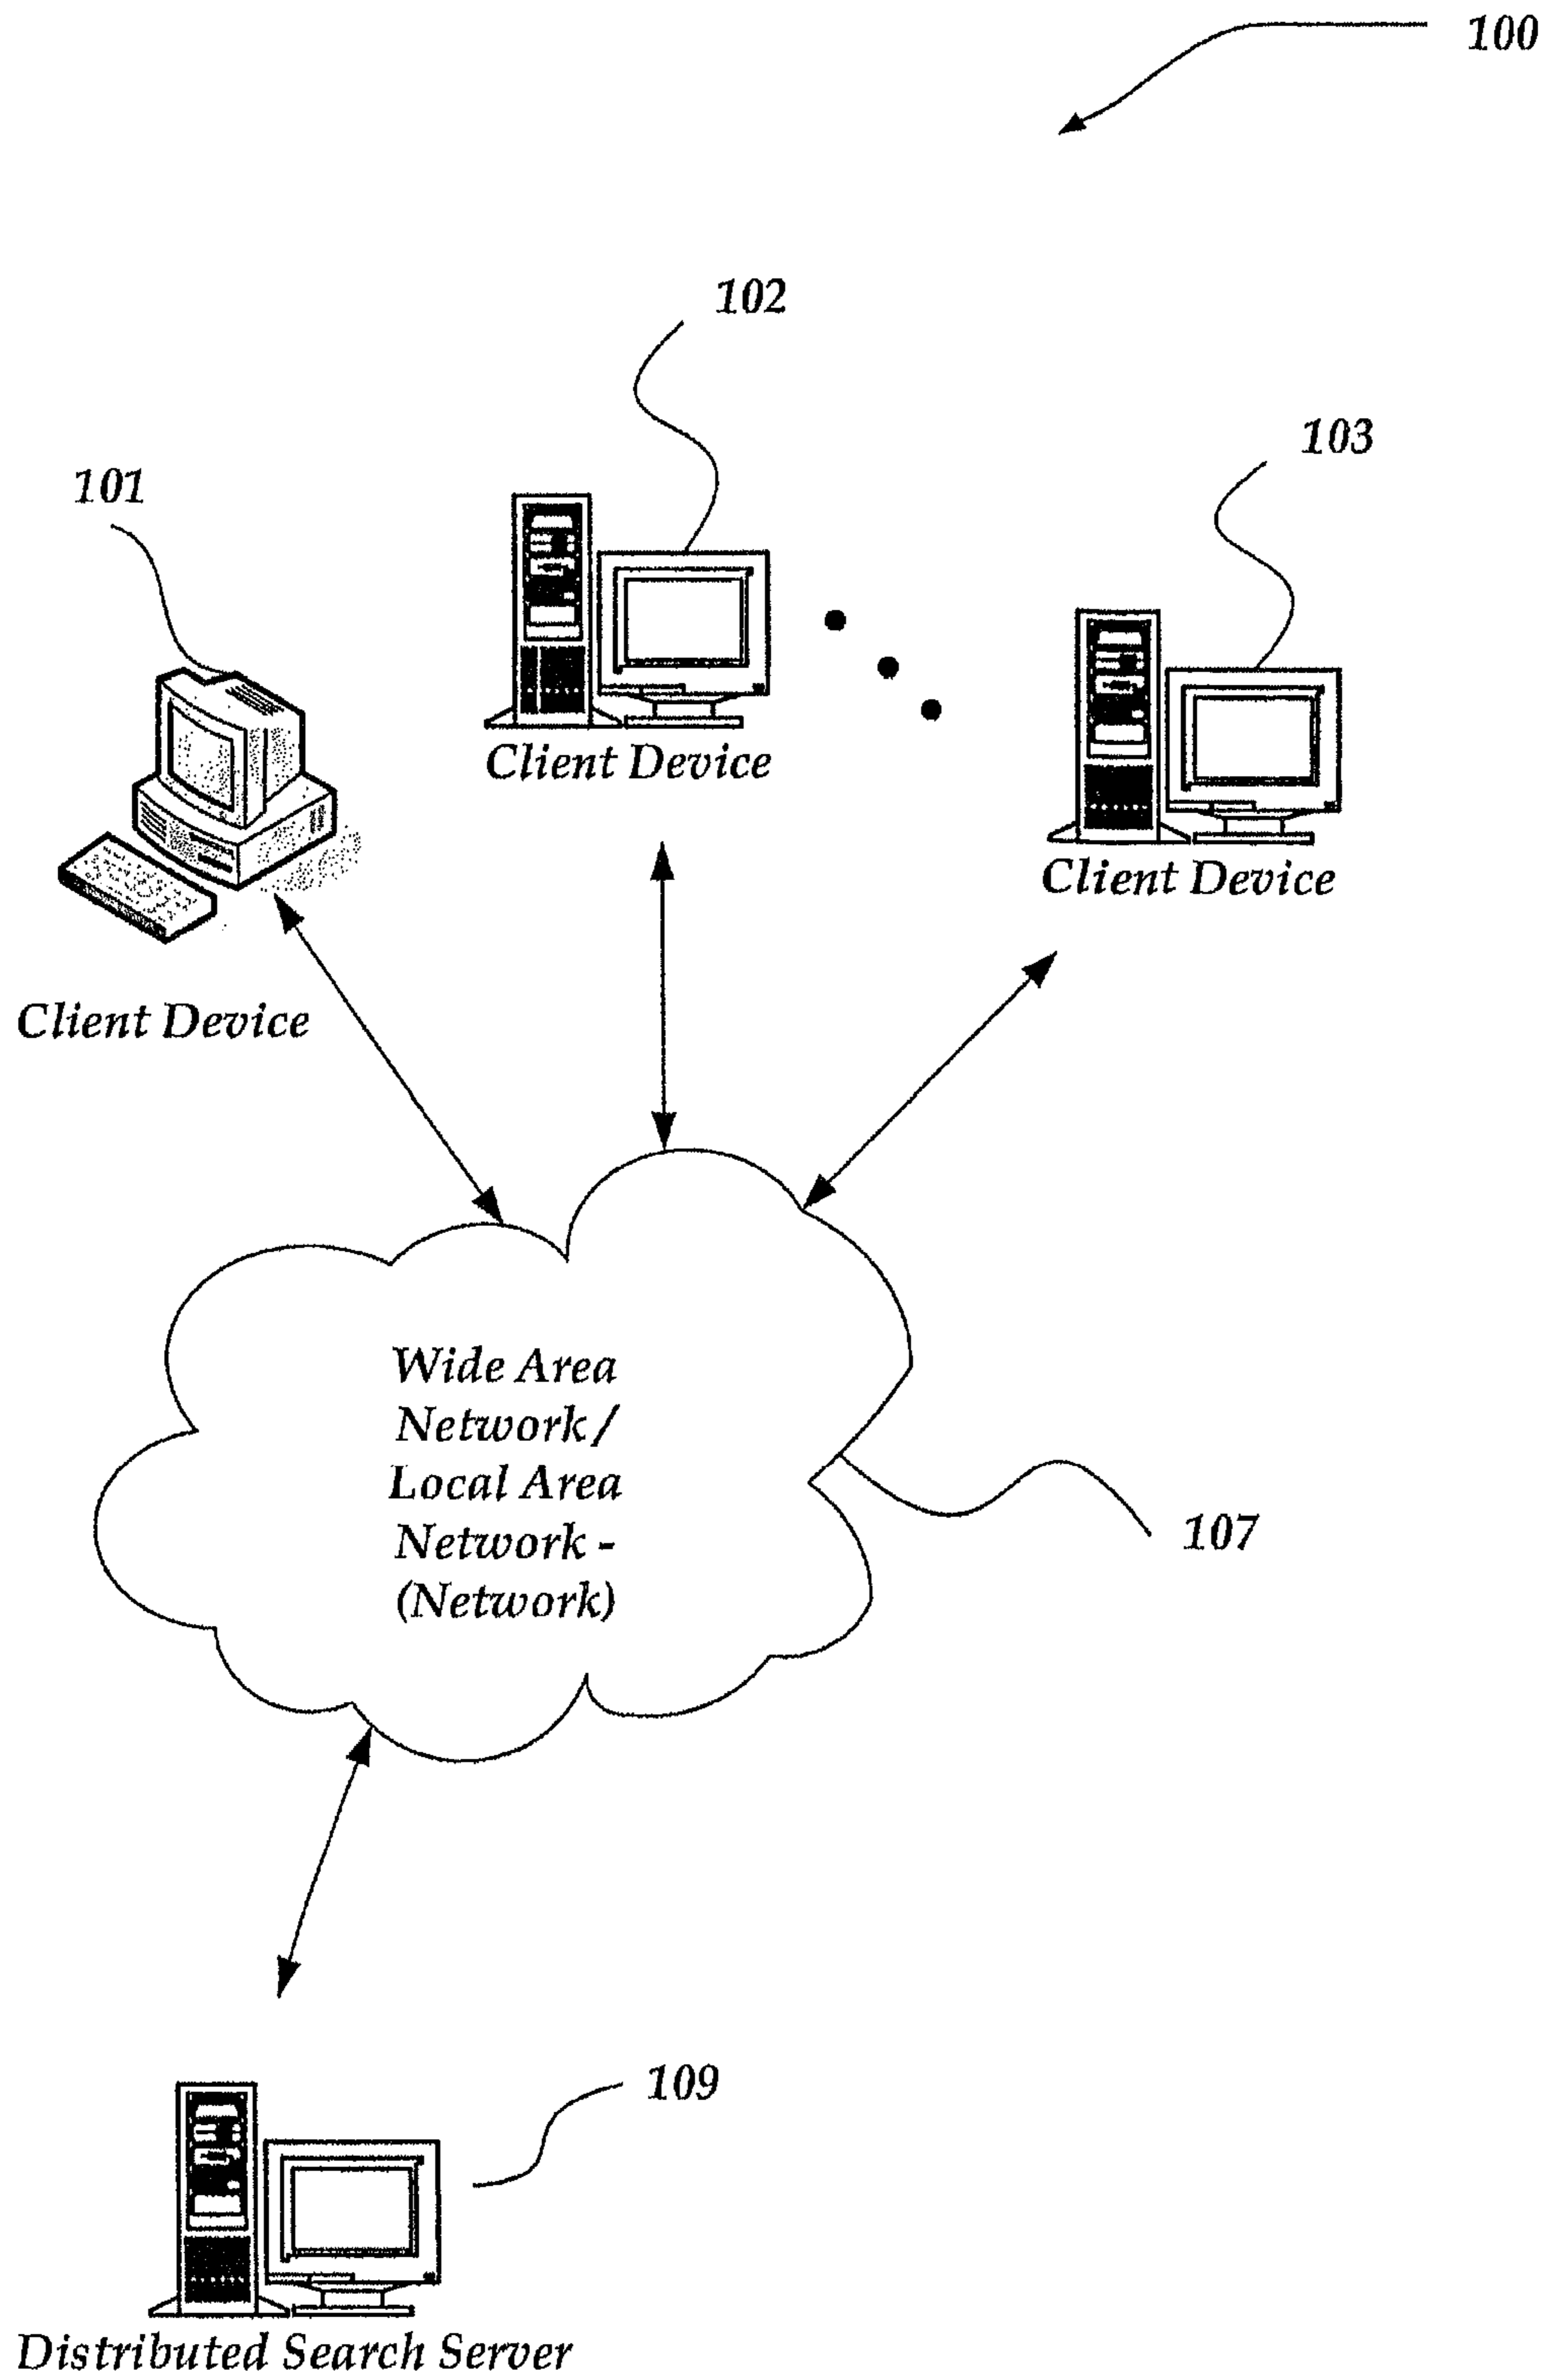 100
102
103
101
Client Device
Client Device
Client Device
Wide Area
Network/
Local Area
Network -
(Network)
107
109
Distributed Search Server